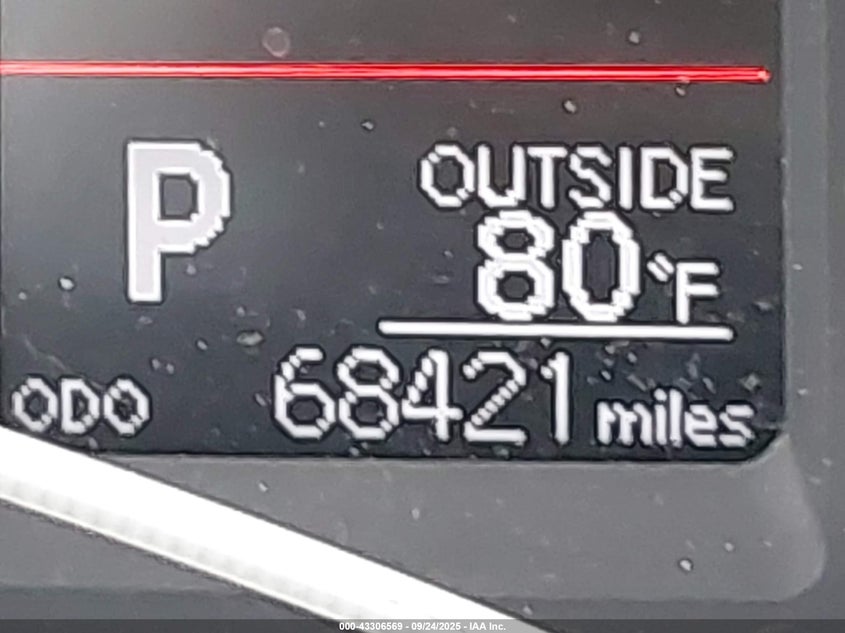 P
OUTSIDE
80°F
ODO 68421 miles
000-43306569 - 09/24/2025 - IAA Inc.